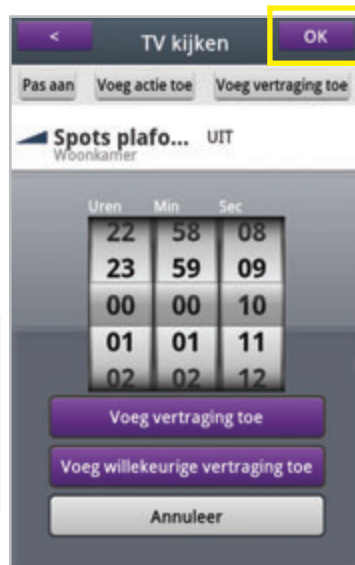 < TV kijken OK
Pas aan Voeg actie toe Voeg vertraging toe
Spots plafo... UIT
Woonkamer
Uren Min Sec
22 58 08
23 59 09
00 00 10
01 01 11
02 02 12
Voeg vertraging toe
Voeg willekeurige vertraging toe
Annuleer